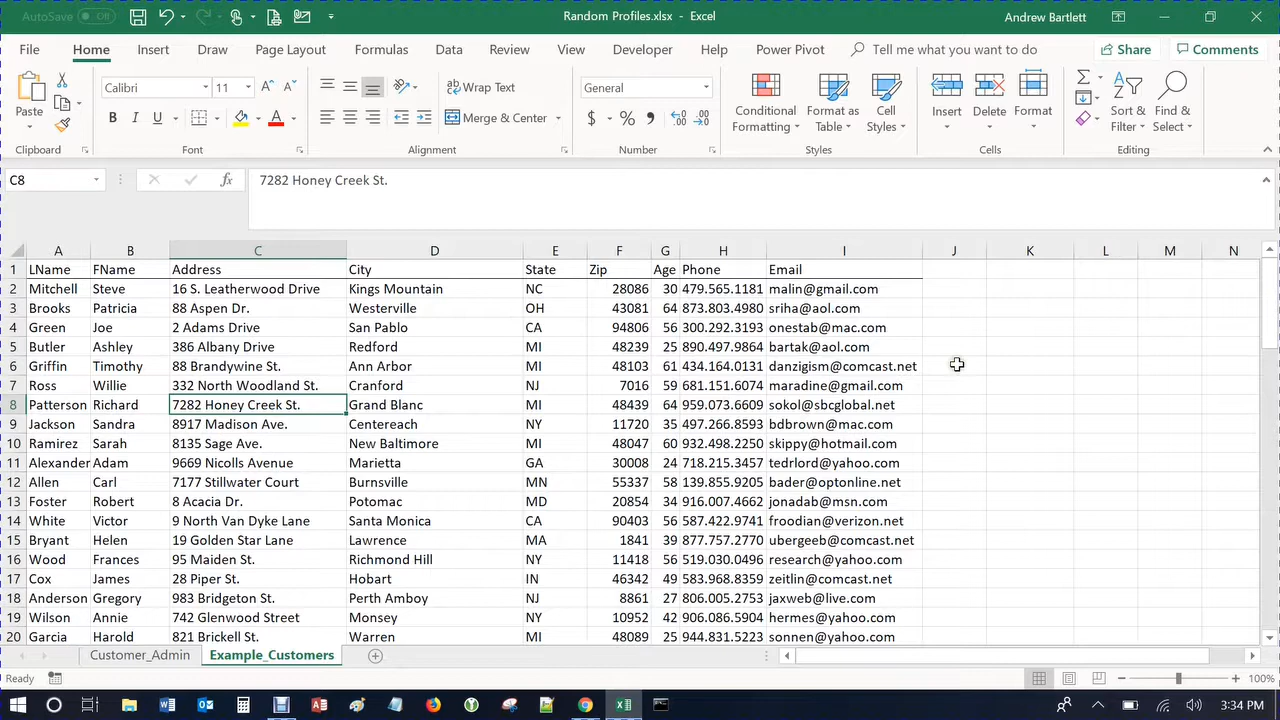 AutoSave Off Random Profiles.xlsx - Excel Andrew Bartlett
File Home Insert Draw Page Layout Formulas Data Review View Developer Help Power Pivot Tell me what you want to do Share Comments
Calibri 11 Wrap Text General
Paste Conditional Formatting Format as Table Cell Styles Insert Delete Format Sort & Filter Find & Select
B I U Merge & Center $ %
Clipboard Font Alignment Number Styles Cells Editing
C8 fx 7282 Honey Creek St.
A B C D E F G H I J K L M N
1 LName FName Address City State Zip Age Phone Email
2 Mitchell Steve 16 S. Leatherwood Drive Kings Mountain NC 28086 30 479.565.1181 malin@gmail.com
3 Brooks Patricia 88 Aspen Dr. Westerville OH 43081 64 873.803.4980 sriha@aol.com
4 Green Joe 2 Adams Drive San Pablo CA 94806 56 300.292.3193 onestab@mac.com
5 Butler Ashley 386 Albany Drive Redford MI 48239 25 890.497.9864 bartak@aol.com
6 Griffin Timothy 88 Brandywine St. Ann Arbor MI 48103 61 434.164.0131 danzigism@comcast.net
7 Ross Willie 332 North Woodland St. Cranford NJ 7016 59 681.151.6074 maradine@gmail.com
8 Patterson Richard 7282 Honey Creek St. Grand Blanc MI 48439 64 959.073.6609 sokol@sbcglobal.net
9 Jackson Sandra 8917 Madison Ave. Centereach NY 11720 35 497.266.8593 bdbrown@mac.com
10 Ramirez Sarah 8135 Sage Ave. New Baltimore MI 48047 60 932.498.2250 skippy@hotmail.com
11 Alexander Adam 9669 Nicolls Avenue Marietta GA 30008 24 718.215.3457 tedrlord@yahoo.com
12 Allen Carl 7177 Stillwater Court Burnsville MN 55337 58 139.855.9205 bader@optonline.net
13 Foster Robert 8 Acacia Dr. Potomac MD 20854 34 916.007.4662 jonadab@msn.com
14 White Victor 9 North Van Dyke Lane Santa Monica CA 90403 56 587.422.9741 froodian@verizon.net
15 Bryant Helen 19 Golden Star Lane Lawrence MA 1841 39 877.757.2770 ubergeeb@comcast.net
16 Wood Frances 95 Maiden St. Richmond Hill NY 11418 56 519.030.0496 research@yahoo.com
17 Cox James 28 Piper St. Hobart IN 46342 49 583.968.8359 zeitlin@comcast.net
18 Anderson Gregory 983 Bridgeton St. Perth Amboy NJ 8861 27 806.005.2753 jaxweb@live.com
19 Wilson Annie 742 Glenwood Street Monsey NY 10952 42 906.086.5904 hermes@yahoo.com
20 Garcia Harold 821 Brickell St. Warren MI 48089 25 944.831.5223 sonnen@yahoo.com
Customer_Admin Example_Customers
Ready 100%
3:34 PM